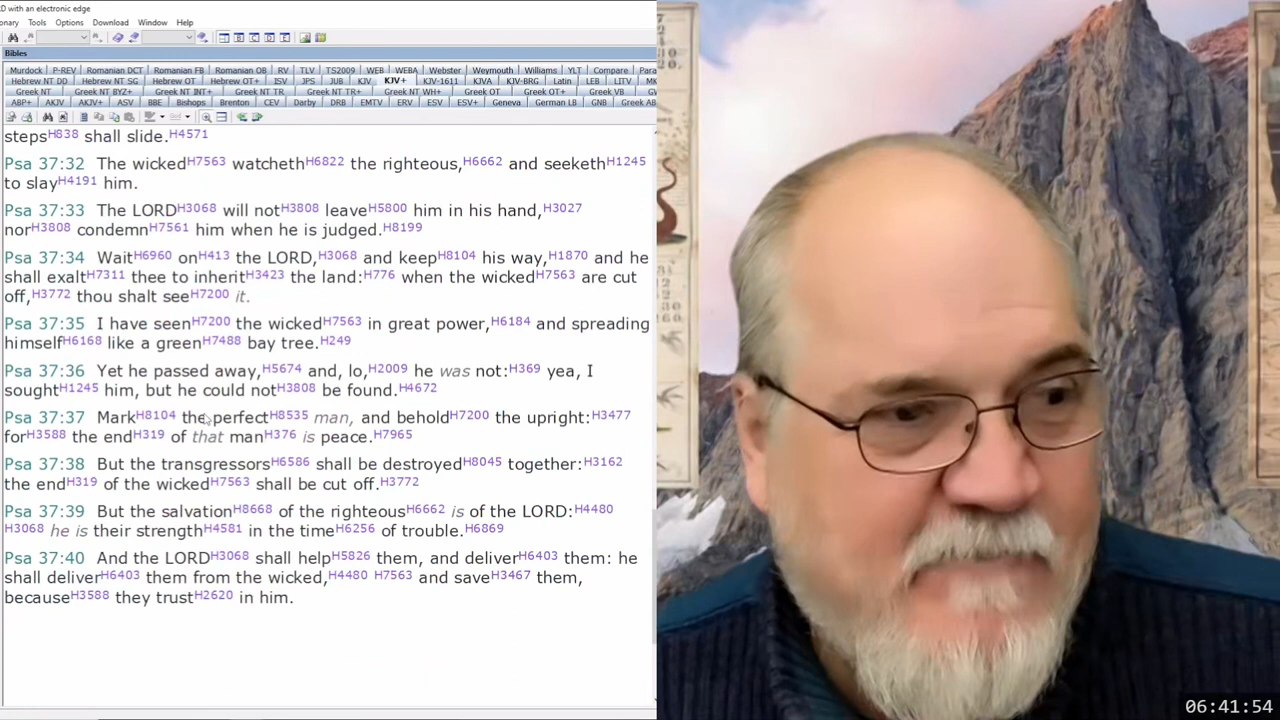 D with an electronic edge
onary Tools Options Download Window Help
Bibles
Murdock P-REV Romanian DCT Romanian FB Romanian OB RV TLV TS2009 WEB WEBA Webster Weymouth Williams YLT Compare Para
Hebrew NT DD Hebrew NT SG Hebrew OT Hebrew OT+ ISV JPS JUB KJV KJV+ KJV-1611 KJVA KJV-BRG Latin LEB LITV MK
Greek NT Greek NT BYZ+ Greek NT INT+ Greek NT TR Greek NT TR+ Greek NT WH+ Greek OT Greek OT+ Greek VB GV
ABP+ AKJV AKJV+ ASV BBE Bishops Brenton CEV Darby DRB EMTV ERV ESV ESV+ Geneva German LB GNB Greek AB
stepsH838 shall slide.H4571
Psa 37:32 The wickedH7563 watchethH6822 the righteous,H6662 and seekethH1245
to slayH4191 him.
Psa 37:33 The LORDH3068 will notH3808 leaveH5800 him in his hand,H3027
norH3808 condemnH7561 him when he is judged.H8199
Psa 37:34 WaitH6960 onH413 the LORD,H3068 and keepH8104 his way,H1870 and he
shall exaltH7311 thee to inheritH3423 the land:H776 when the wickedH7563 are cut
off,H3772 thou shalt seeH7200 it.
Psa 37:35 I have seenH7200 the wickedH7563 in great power,H6184 and spreading
himselfH6168 like a greenH7488 bay tree.H249
Psa 37:36 Yet he passed away,H5674 and, lo,H2009 he was not:H369 yea, I
soughtH1245 him, but he could notH3808 be found.H4672
Psa 37:37 MarkH8104 the perfectH8535 man, and beholdH7200 the upright:H3477
forH3588 the endH319 of that manH376 is peace.H7965
Psa 37:38 But the transgressorsH6586 shall be destroyedH8045 together:H3162
the endH319 of the wickedH7563 shall be cut off.H3772
Psa 37:39 But the salvationH8668 of the righteousH6662 is of the LORD:H4480
H3068 he is their strengthH4581 in the timeH6256 of trouble.H6869
Psa 37:40 And the LORDH3068 shall helpH5826 them, and deliverH6403 them: he
shall deliverH6403 them from the wicked,H4480 H7563 and saveH3467 them,
becauseH3588 they trustH2620 in him.
06:41:54